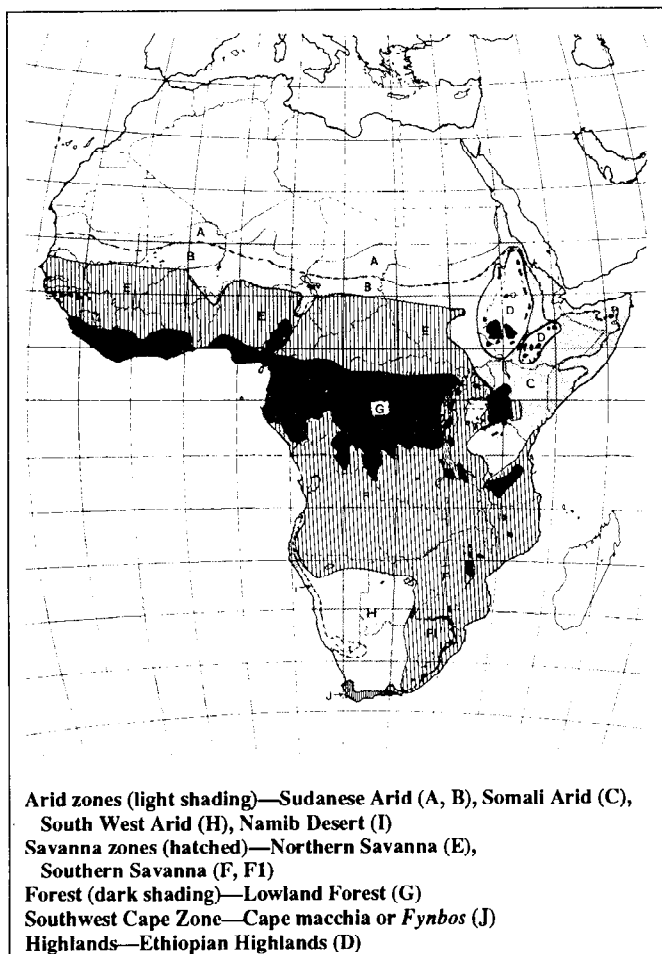 A
A
B
B
E
E
E
D
D
C
G
F
F
H
F1
J
Arid zones (light shading)—Sudanese Arid (A, B), Somali Arid (C),
South West Arid (H), Namib Desert (I)
Savanna zones (hatched)—Northern Savanna (E),
Southern Savanna (F, F1)
Forest (dark shading)—Lowland Forest (G)
Southwest Cape Zone—Cape macchia or Fynbos (J)
Highlands—Ethiopian Highlands (D)